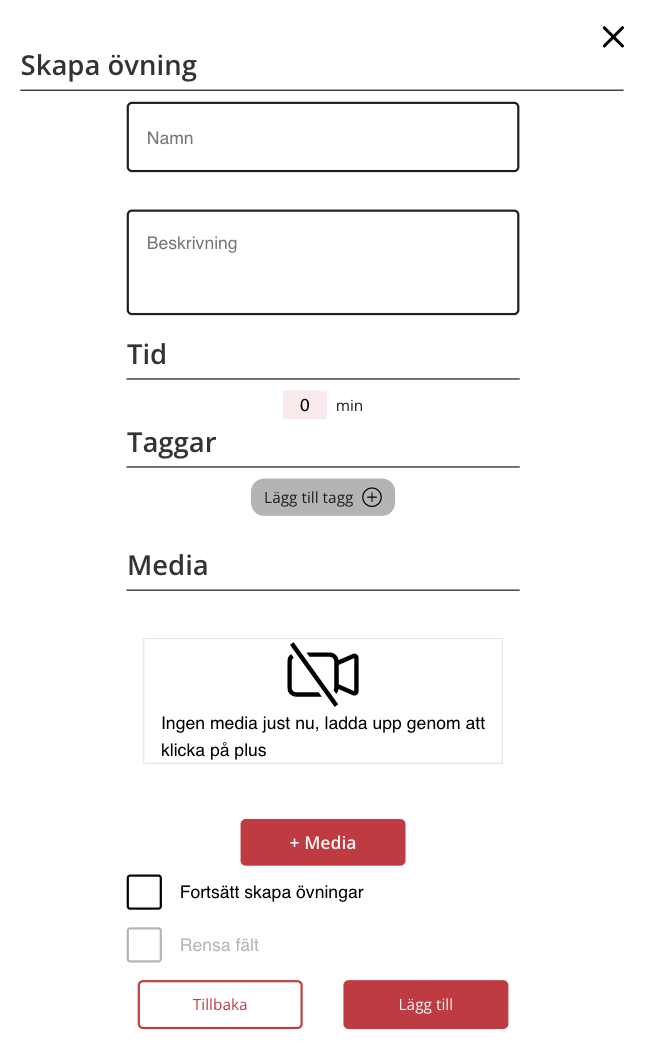 Skapa övning
Namn
Beskrivning
Tid
0 min
Taggar
Lägg till tagg
Media
Ingen media just nu, ladda upp genom att
klicka på plus
+ Media
Fortsätt skapa övningar
Rensa fält
Tillbaka
Lägg till